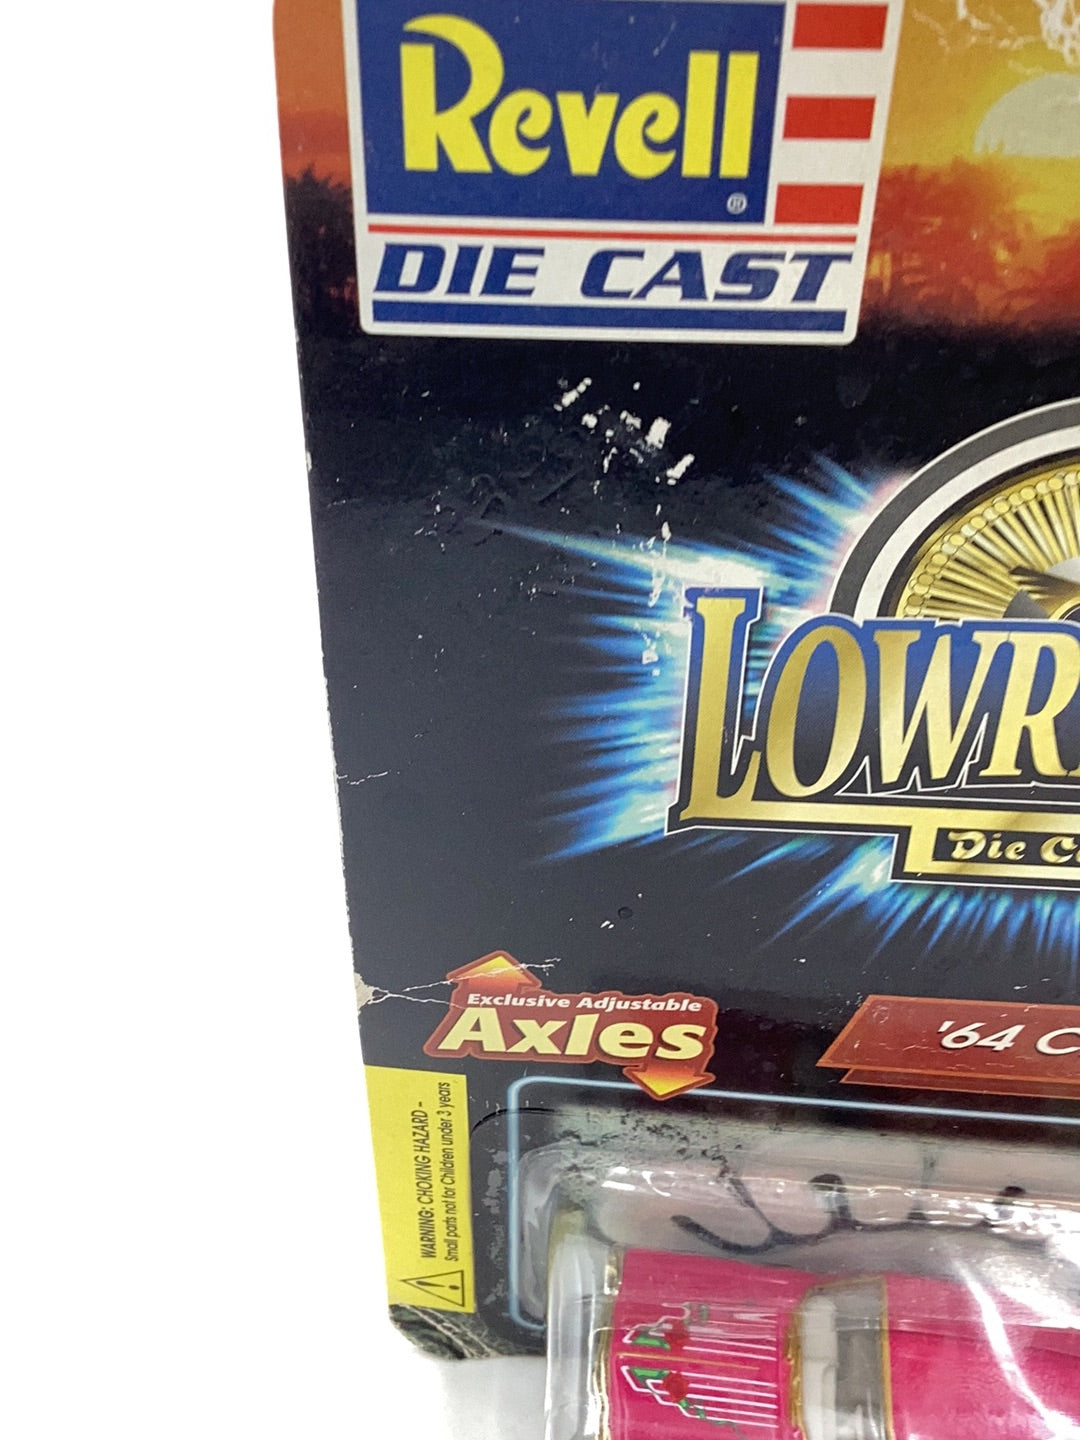 Revell
®
DIE CAST
LOWR
Die C
Exclusive Adjustable
Axles
'64 C
WARNING: CHOKING HAZARD –
Small parts not for Children under 3 years